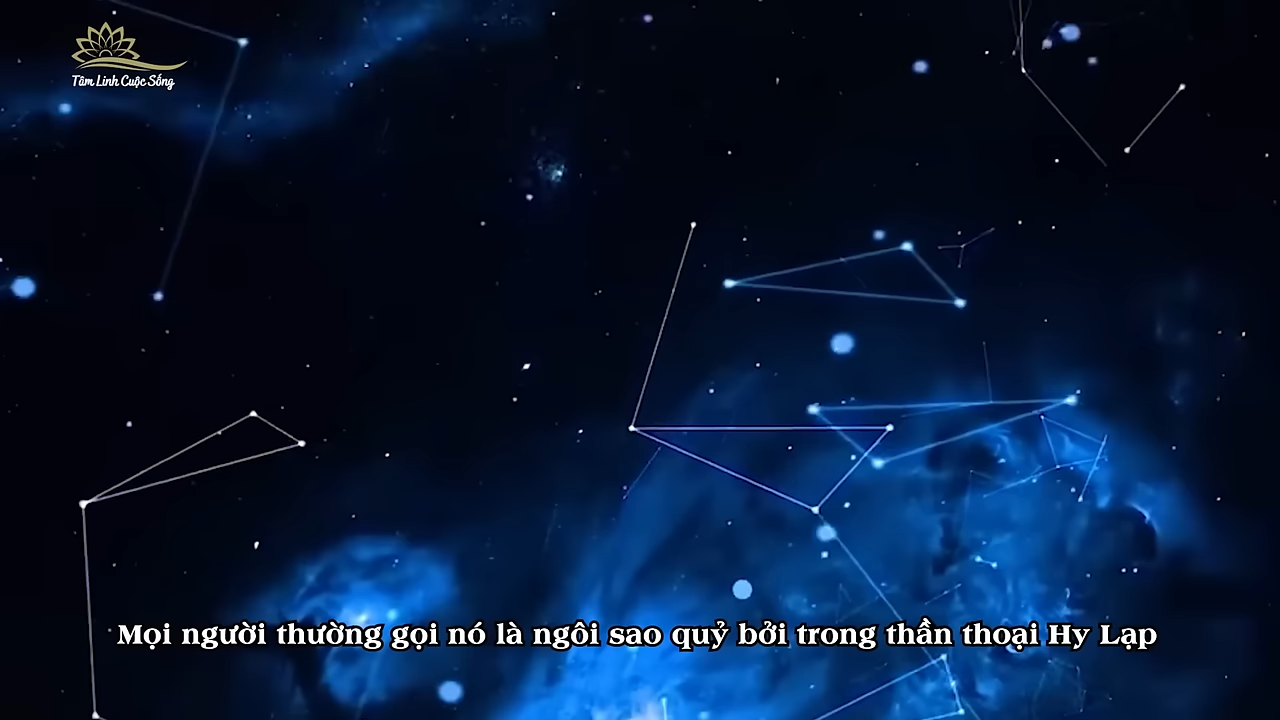 Tâm Linh Cuộc Sống
Mọi người thường gọi nó là ngôi sao quỷ bởi trong thần thoại Hy Lạp